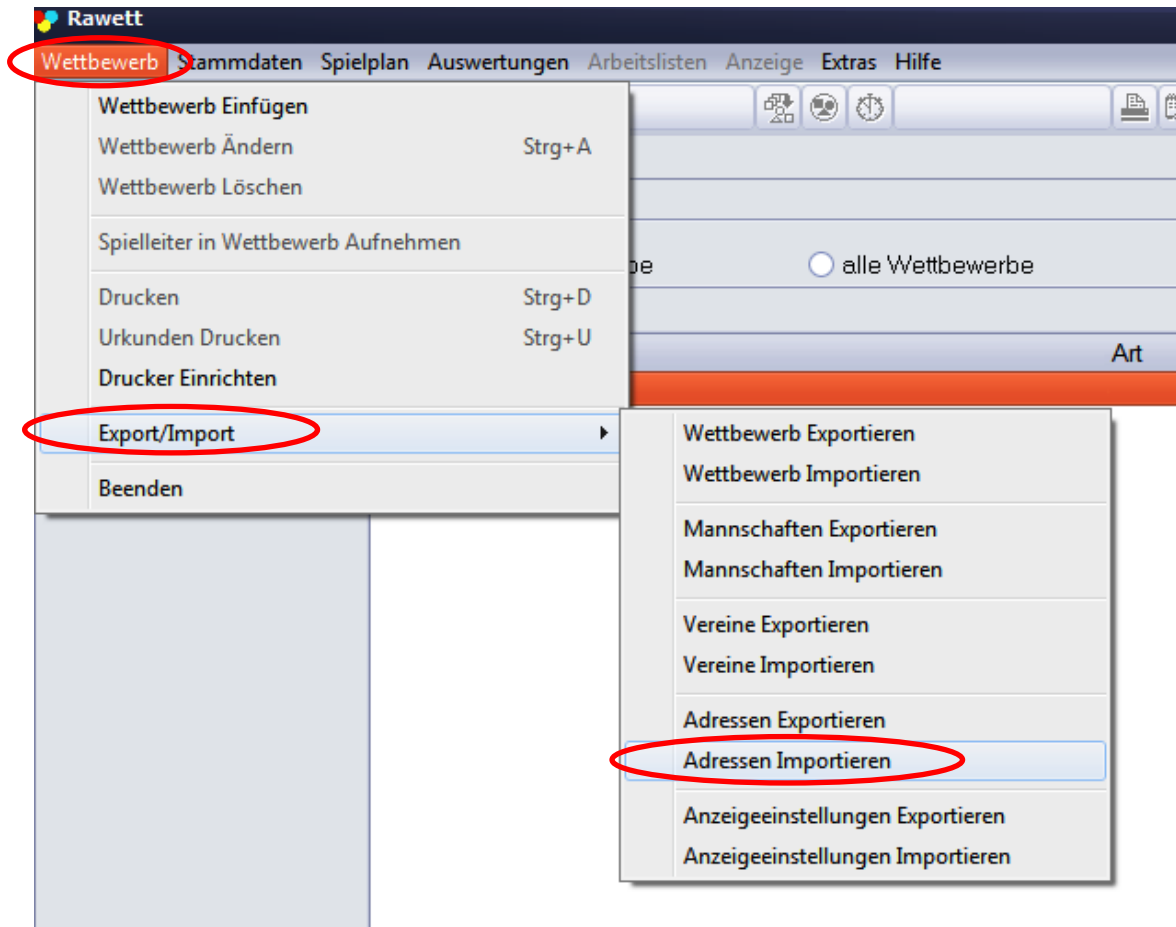 Rawett
Wettbewerb Stammdaten Spielplan Auswertungen Arbeitslisten Anzeige Extras Hilfe
Wettbewerb Einfügen
Wettbewerb Ändern Strg+A
Wettbewerb Löschen
Spielleiter in Wettbewerb Aufnehmen
be alle Wettbewerbe
Drucken Strg+D
Urkunden Drucken Strg+U
Art
Drucker Einrichten
Export/Import
Beenden
Wettbewerb Exportieren
Wettbewerb Importieren
Mannschaften Exportieren
Mannschaften Importieren
Vereine Exportieren
Vereine Importieren
Adressen Exportieren
Adressen Importieren
Anzeigeeinstellungen Exportieren
Anzeigeeinstellungen Importieren